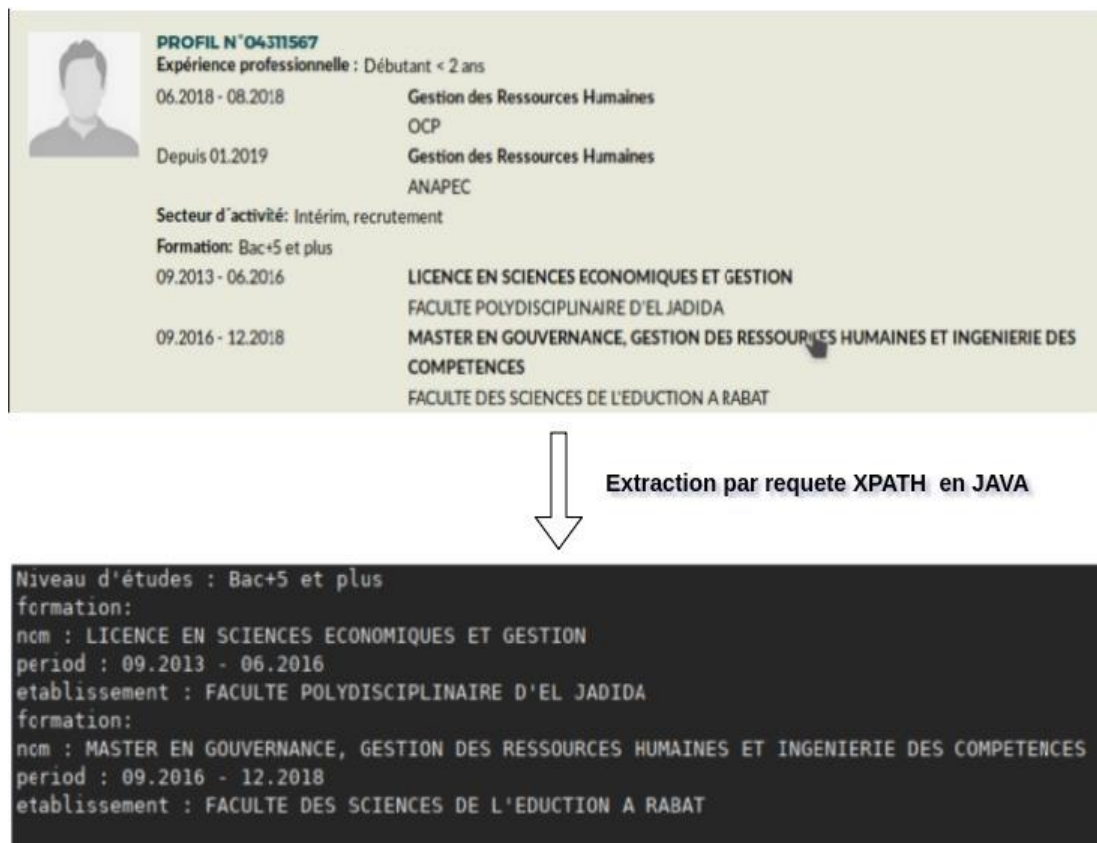 PROFIL N°04311567
Expérience professionnelle : Débutant < 2 ans
06.2018 - 08.2018 Gestion des Ressources Humaines
OCP
Depuis 01.2019 Gestion des Ressources Humaines
ANAPEC
Secteur d´activité: Intérim, recrutement
Formation: Bac+5 et plus
09.2013 - 06.2016 LICENCE EN SCIENCES ECONOMIQUES ET GESTION
FACULTE POLYDISCIPLINAIRE D'EL JADIDA
09.2016 - 12.2018 MASTER EN GOUVERNANCE, GESTION DES RESSOURCES HUMAINES ET INGENIERIE DES
COMPETENCES
FACULTE DES SCIENCES DE L'EDUCTION A RABAT
Extraction par requete XPATH en JAVA
Niveau d'études : Bac+5 et plus
formation:
nom : LICENCE EN SCIENCES ECONOMIQUES ET GESTION
period : 09.2013 - 06.2016
etablissement : FACULTE POLYDISCIPLINAIRE D'EL JADIDA
formation:
nom : MASTER EN GOUVERNANCE, GESTION DES RESSOURCES HUMAINES ET INGENIERIE DES COMPETENCES
period : 09.2016 - 12.2018
etablissement : FACULTE DES SCIENCES DE L'EDUCTION A RABAT